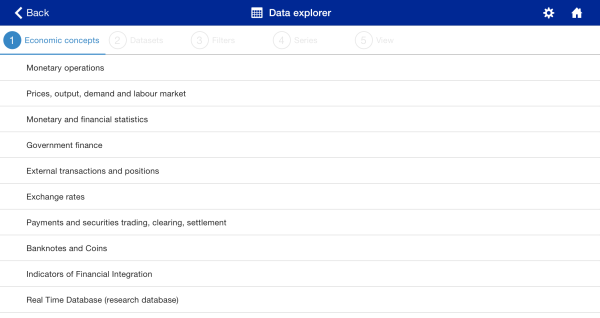 Back
Data explorer
1 Economic concepts 2 Datasets 3 Filters 4 Series 5 View
Monetary operations
Prices, output, demand and labour market
Monetary and financial statistics
Government finance
External transactions and positions
Exchange rates
Payments and securities trading, clearing, settlement
Banknotes and Coins
Indicators of Financial Integration
Real Time Database (research database)